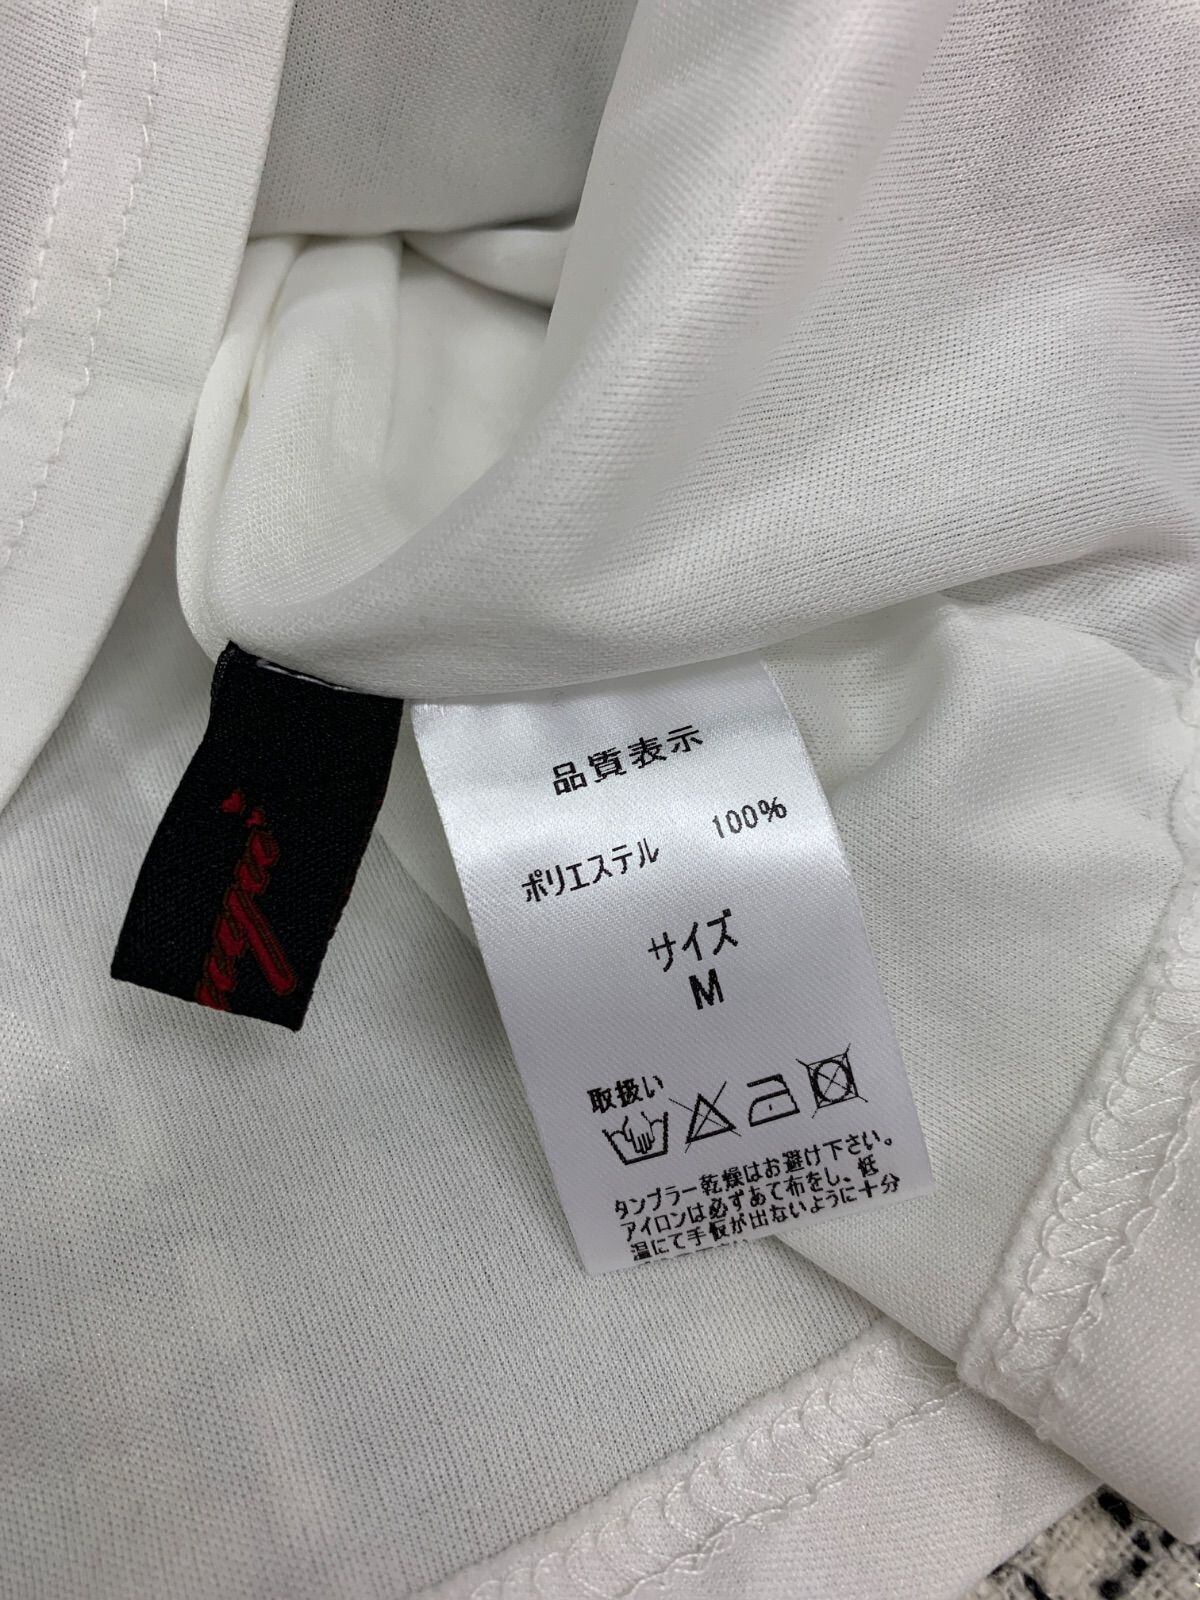 品質表示
ポリエステル 100%
サイズ
M
取扱い
タンブラー乾燥はお避け下さい。
アイロンは必ずあて布をし、低
温にて手仮が出ないように十分